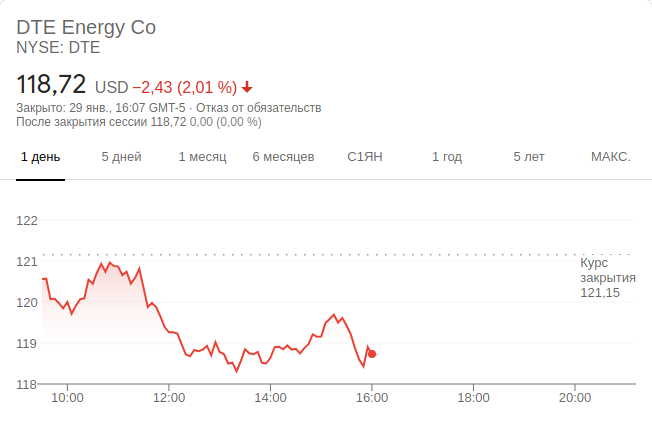 DTE Energy Co
NYSE: DTE
118,72 USD −2,43 (2,01 %)
Закрыто: 29 янв., 16:07 GMT-5 · Отказ от обязательств
После закрытия сессии 118,72 0,00 (0,00 %)
1 день 5 дней 1 месяц 6 месяцев С1ЯН 1 год 5 лет МАКС.
122
121
Курс
закрытия
121,15
120
119
118
10:00 12:00 14:00 16:00 18:00 20:00